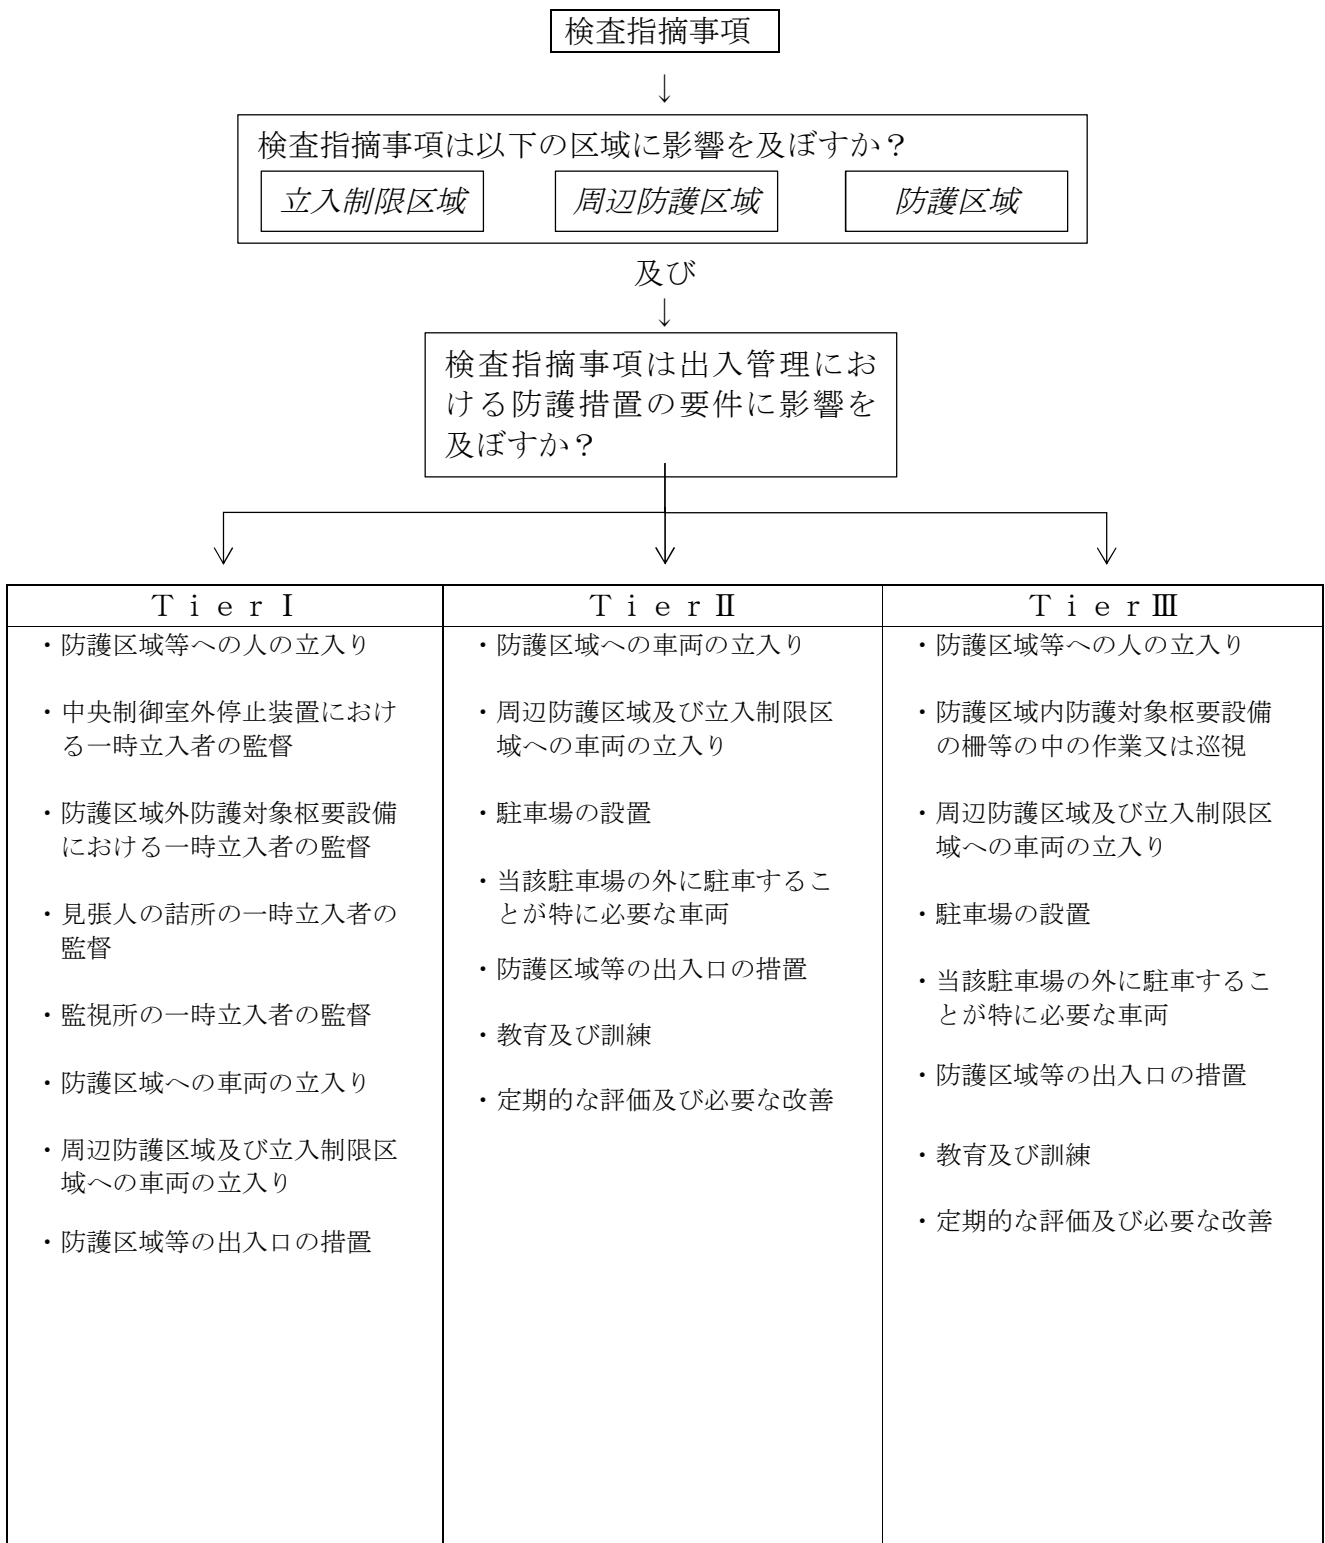 検査指摘事項
↓
検査指摘事項は以下の区域に影響を及ぼすか？
立入制限区域
周辺防護区域
防護区域
及び
↓
検査指摘事項は出入管理にお
ける防護措置の要件に影響を
及ぼすか？
ＴｉｅｒⅠ
・防護区域等への人の立入り
・中央制御室外停止装置におけ
る一時立入者の監督
・防護区域外防護対象枢要設備
における一時立入者の監督
・見張人の詰所の一時立入者の
監督
・監視所の一時立入者の監督
・防護区域への車両の立入り
・周辺防護区域及び立入制限区
域への車両の立入り
・防護区域等の出入口の措置
ＴｉｅｒⅡ
・防護区域への車両の立入り
・周辺防護区域及び立入制限区
域への車両の立入り
・駐車場の設置
・当該駐車場の外に駐車するこ
とが特に必要な車両
・防護区域等の出入口の措置
・教育及び訓練
・定期的な評価及び必要な改善
ＴｉｅｒⅢ
・防護区域等への人の立入り
・防護区域内防護対象枢要設備
の柵等の中の作業又は巡視
・周辺防護区域及び立入制限区
域への車両の立入り
・駐車場の設置
・当該駐車場の外に駐車するこ
とが特に必要な車両
・防護区域等の出入口の措置
・教育及び訓練
・定期的な評価及び必要な改善